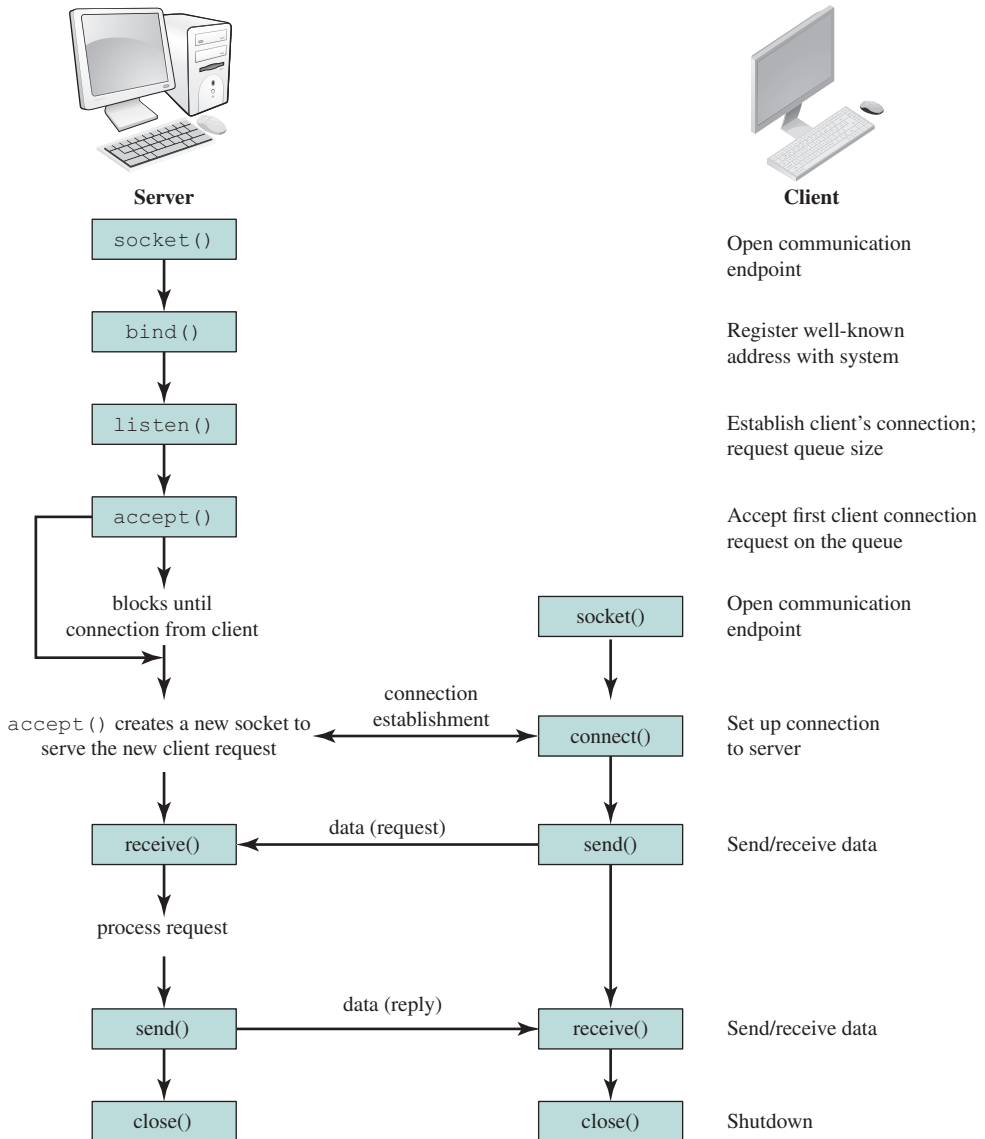 Server
Client
socket()
Open communication
endpoint
bind()
Register well-known
address with system
listen()
Establish client's connection;
request queue size
accept()
Accept first client connection
request on the queue
blocks until
connection from client
socket()
Open communication
endpoint
connection
establishment
accept() creates a new socket to
serve the new client request
connect()
Set up connection
to server
receive()
data (request)
send()
Send/receive data
process request
send()
data (reply)
receive()
Send/receive data
close()
close()
Shutdown